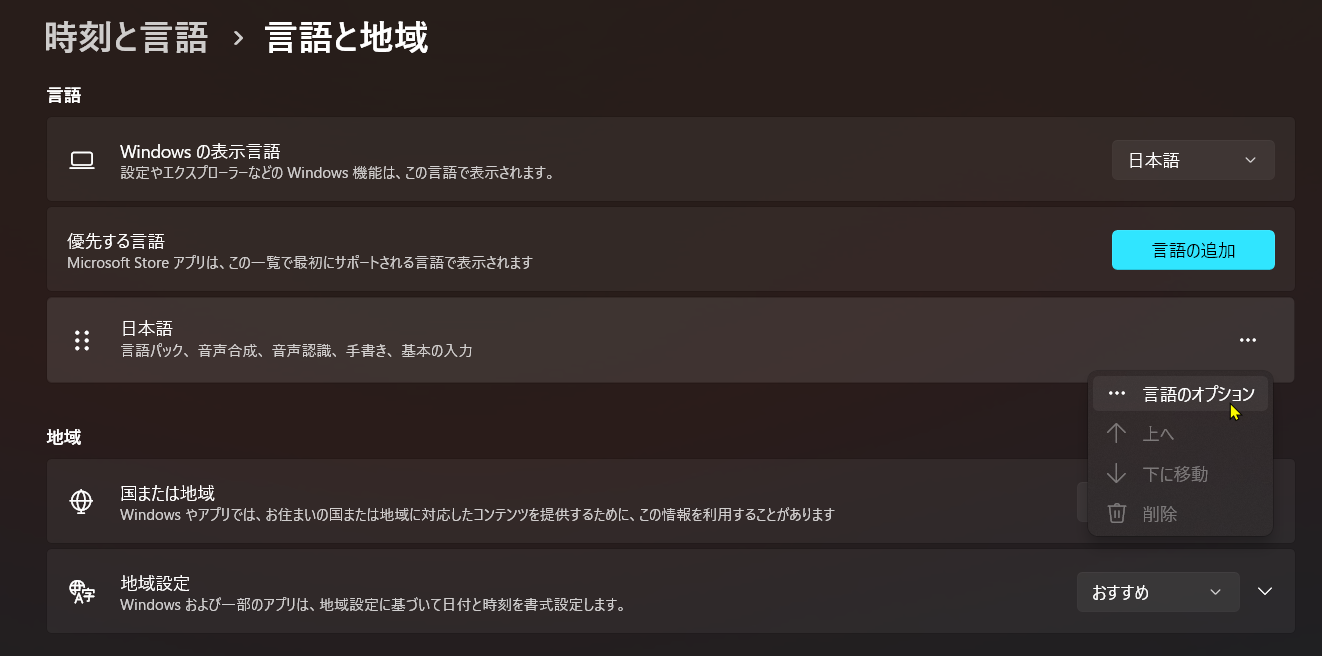 時刻と言語 › 言語と地域
言語
Windows の表示言語
設定やエクスプローラーなどの Windows 機能は、この言語で表示されます。
日本語
優先する言語
Microsoft Store アプリは、この一覧で最初にサポートされる言語で表示されます
言語の追加
日本語
言語パック、音声合成、音声認識、手書き、基本の入力
言語のオプション
上へ
下に移動
削除
地域
国または地域
Windows やアプリでは、お住まいの国または地域に対応したコンテンツを提供するために、この情報を利用することがあります
地域設定
Windows および一部のアプリは、地域設定に基づいて日付と時刻を書式設定します。
おすすめ